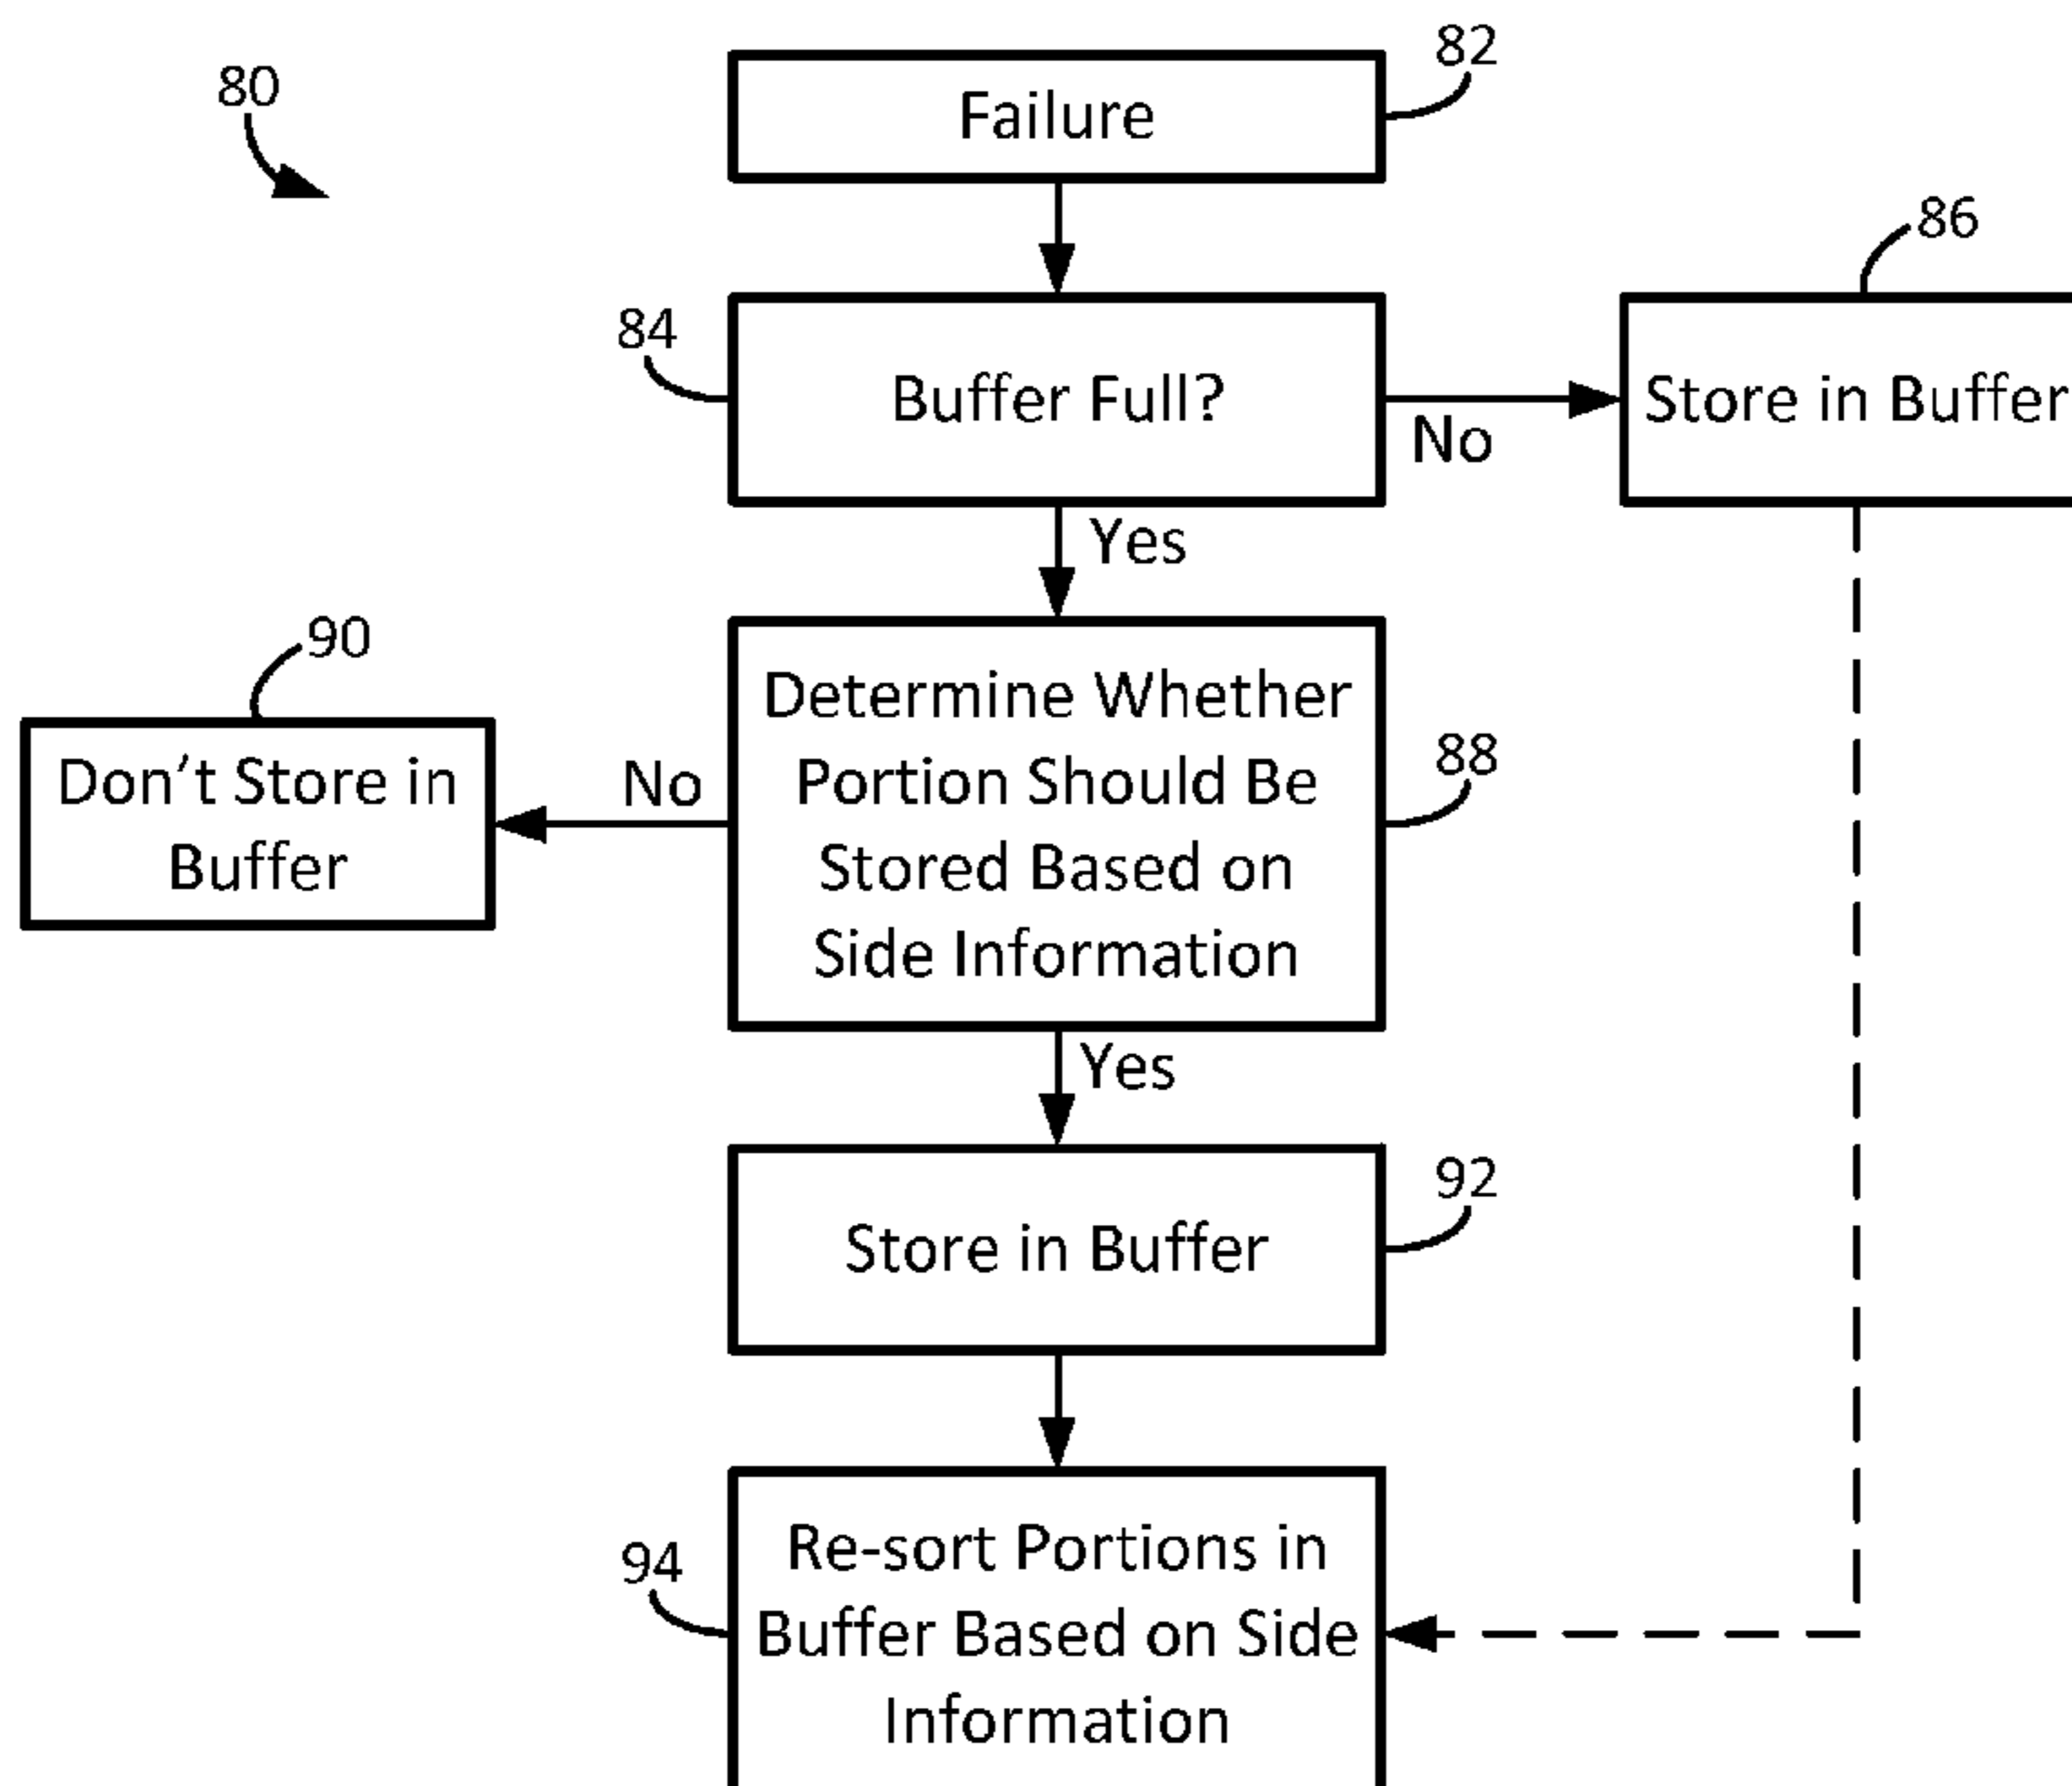 80
82
Failure
86
84
Buffer Full?
No
Store in Buffer
Yes
90
Determine Whether
Portion Should Be
Stored Based on
Side Information
88
No
Don't Store in
Buffer
Yes
92
Store in Buffer
94
Re-sort Portions in
Buffer Based on Side
Information